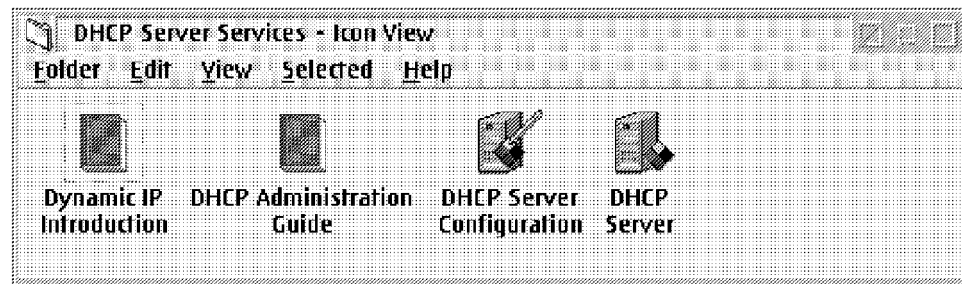 DHCP Server Services - Icon View
Folder Edit View Selected Help
Dynamic IP Introduction
DHCP Administration Guide
DHCP Server Configuration
DHCP Server